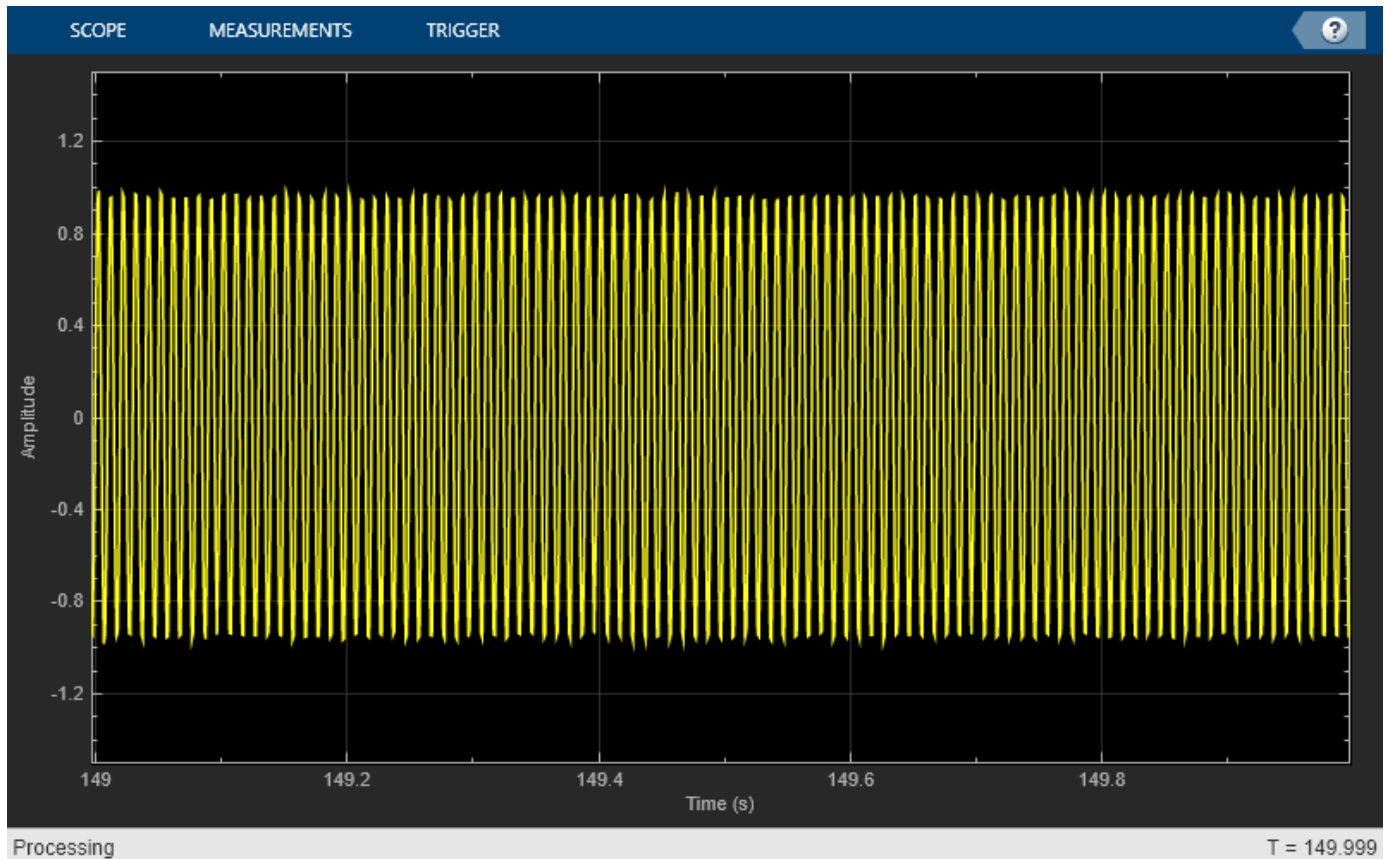 SCOPE MEASUREMENTS TRIGGER ?
1.2
0.8
0.4
0
-0.4
-0.8
-1.2
Amplitude
149 149.2 149.4 149.6 149.8
Time (s)
Processing T = 149.999